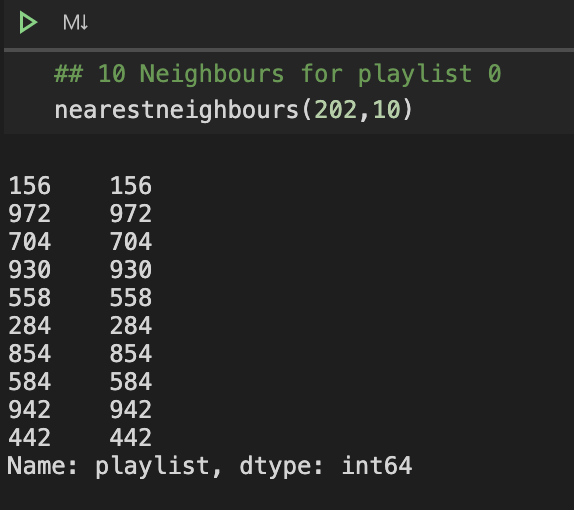 M↓
## 10 Neighbours for playlist 0
nearestneighbours(202,10)
156    156
972    972
704    704
930    930
558    558
284    284
854    854
584    584
942    942
442    442
Name: playlist, dtype: int64